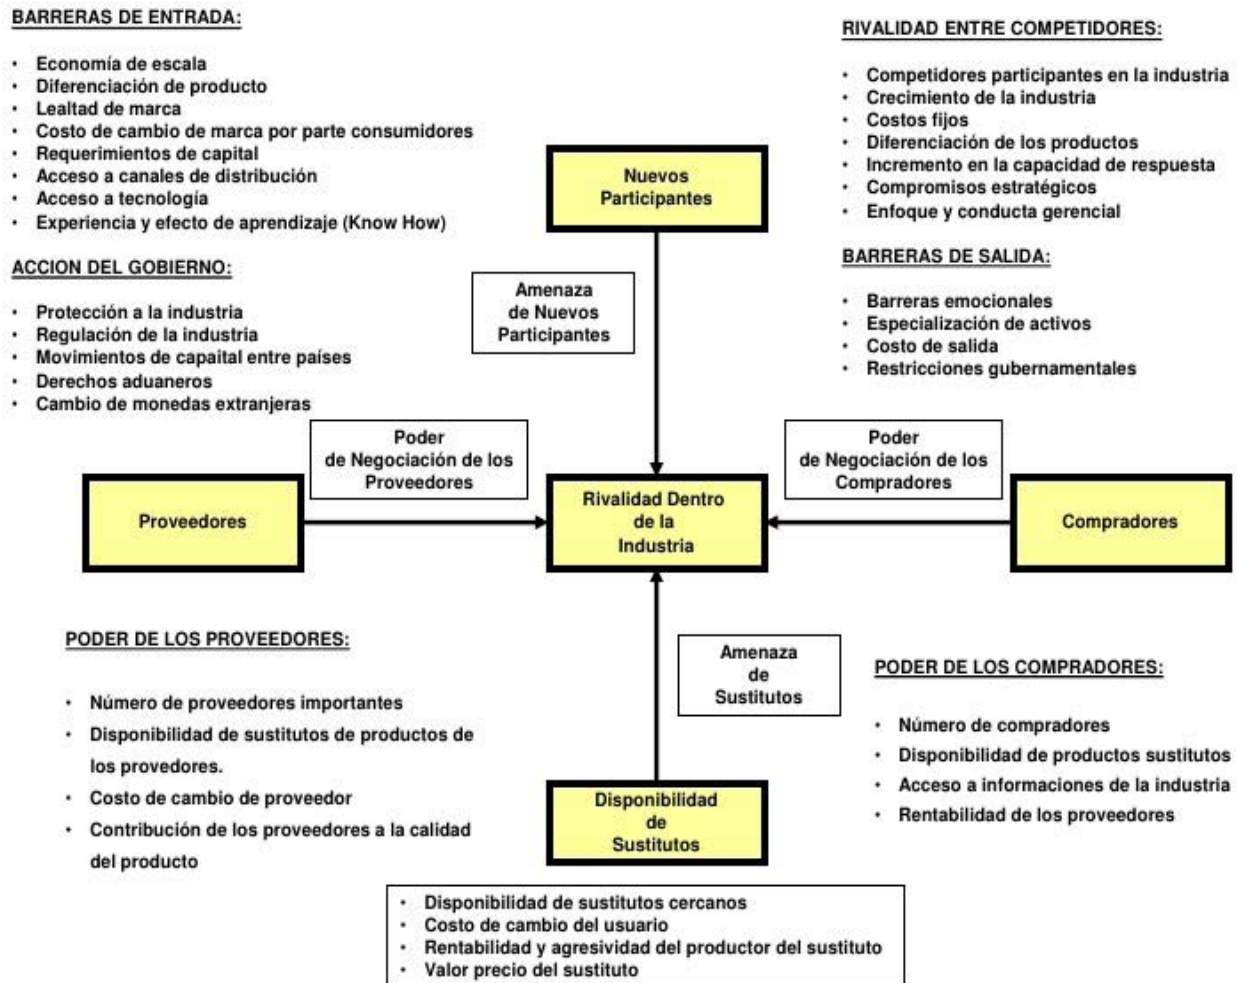 BARRERAS DE ENTRADA:
• Economía de escala
• Diferenciación de producto
• Lealtad de marca
• Costo de cambio de marca por parte consumidores
• Requerimientos de capital
• Acceso a canales de distribución
• Acceso a tecnología
• Experiencia y efecto de aprendizaje (Know How)
ACCION DEL GOBIERNO:
• Protección a la industria
• Regulación de la industria
• Movimientos de capaital entre países
• Derechos aduaneros
• Cambio de monedas extranjeras
Nuevos
Participantes
Amenaza
de Nuevos
Participantes
RIVALIDAD ENTRE COMPETIDORES:
• Competidores participantes en la industria
• Crecimiento de la industria
• Costos fijos
• Diferenciación de los productos
• Incremento en la capacidad de respuesta
• Compromisos estratégicos
• Enfoque y conducta gerencial
BARRERAS DE SALIDA:
• Barreras emocionales
• Especialización de activos
• Costo de salida
• Restricciones gubernamentales
Poder
de Negociación de los
Proveedores
Poder
de Negociación de los
Compradores
Proveedores
Rivalidad Dentro
de la
Industria
Compradores
PODER DE LOS PROVEEDORES:
• Número de proveedores importantes
• Disponibilidad de sustitutos de productos de
los provedores.
• Costo de cambio de proveedor
• Contribución de los proveedores a la calidad
del producto
Amenaza
de
Sustitutos
PODER DE LOS COMPRADORES:
• Número de compradores
• Disponibilidad de productos sustitutos
• Acceso a informaciones de la industria
• Rentabilidad de los proveedores
Disponibilidad
de
Sustitutos
• Disponibilidad de sustitutos cercanos
• Costo de cambio del usuario
• Rentabilidad y agresividad del productor del sustituto
• Valor precio del sustituto